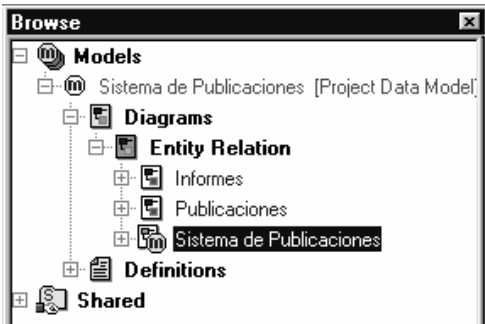 Browse
Models
Sistema de Publicaciones [Project Data Model]
Diagrams
Entity Relation
Informes
Publicaciones
Sistema de Publicaciones
Definitions
Shared